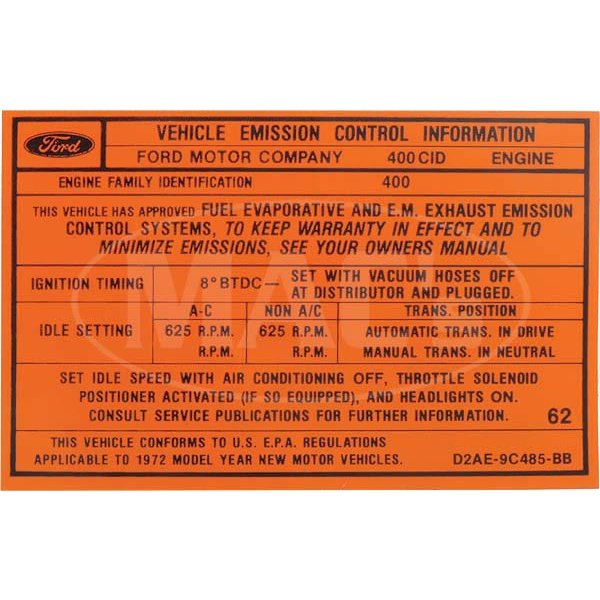 Ford
VEHICLE EMISSION CONTROL INFORMATION
FORD MOTOR COMPANY 400 CID ENGINE
ENGINE FAMILY IDENTIFICATION 400
THIS VEHICLE HAS APPROVED FUEL EVAPORATIVE AND E.M. EXHAUST EMISSION
CONTROL SYSTEMS, TO KEEP WARRANTY IN EFFECT AND TO
MINIMIZE EMISSIONS, SEE YOUR OWNERS MANUAL
IGNITION TIMING 8° BTDC — SET WITH VACUUM HOSES OFF
AT DISTRIBUTOR AND PLUGGED.
A-C NON A/C TRANS. POSITION
IDLE SETTING 625 R.P.M. 625 R.P.M. AUTOMATIC TRANS. IN DRIVE
R.P.M. R.P.M. MANUAL TRANS. IN NEUTRAL
SET IDLE SPEED WITH AIR CONDITIONING OFF, THROTTLE SOLENOID
POSITIONER ACTIVATED (IF SO EQUIPPED), AND HEADLIGHTS ON.
CONSULT SERVICE PUBLICATIONS FOR FURTHER INFORMATION. 62
THIS VEHICLE CONFORMS TO U.S. E.P.A. REGULATIONS
APPLICABLE TO 1972 MODEL YEAR NEW MOTOR VEHICLES. D2AE-9C485-BB
MAC's